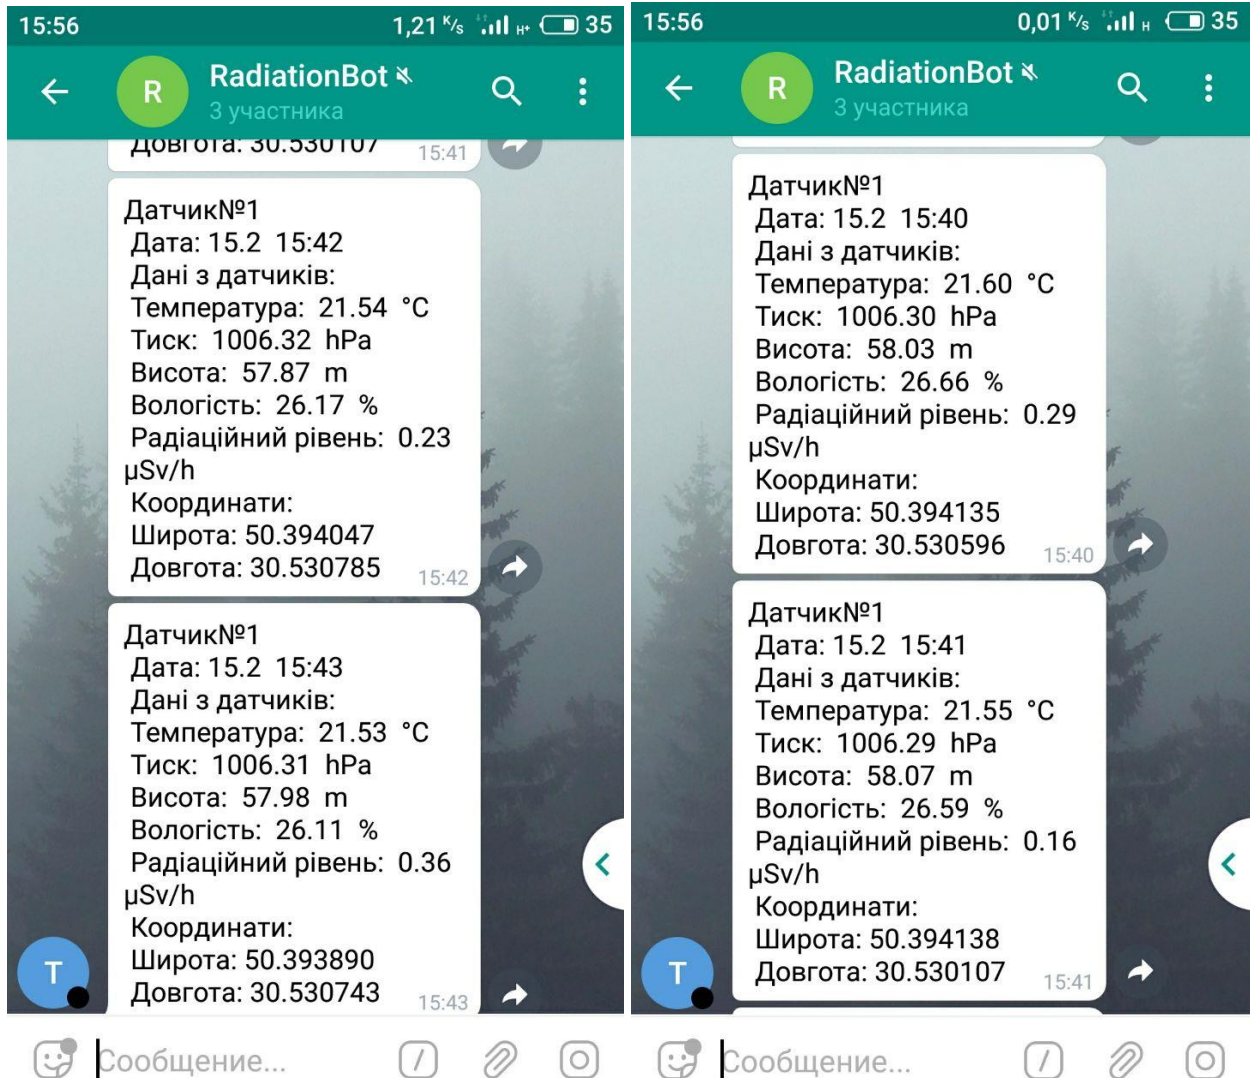 15:56
1,21 K/s
H+
35
R
RadiationBot
3 участника
Довгота: 30.530107
15:41
Датчик№1
Дата: 15.2 15:42
Дані з датчиків:
Температура: 21.54 °C
Тиск: 1006.32 hPa
Висота: 57.87 m
Вологість: 26.17 %
Радіаційний рівень: 0.23
µSv/h
Координати:
Широта: 50.394047
Довгота: 30.530785
15:42
Датчик№1
Дата: 15.2 15:43
Дані з датчиків:
Температура: 21.53 °C
Тиск: 1006.31 hPa
Висота: 57.98 m
Вологість: 26.11 %
Радіаційний рівень: 0.36
µSv/h
Координати:
Широта: 50.393890
Довгота: 30.530743
15:43
T
Сообщение...
15:56
0,01 K/s
H
35
R
RadiationBot
3 участника
Датчик№1
Дата: 15.2 15:40
Дані з датчиків:
Температура: 21.60 °C
Тиск: 1006.30 hPa
Висота: 58.03 m
Вологість: 26.66 %
Радіаційний рівень: 0.29
µSv/h
Координати:
Широта: 50.394135
Довгота: 30.530596
15:40
Датчик№1
Дата: 15.2 15:41
Дані з датчиків:
Температура: 21.55 °C
Тиск: 1006.29 hPa
Висота: 58.07 m
Вологість: 26.59 %
Радіаційний рівень: 0.16
µSv/h
Координати:
Широта: 50.394138
Довгота: 30.530107
15:41
T
Сообщение...